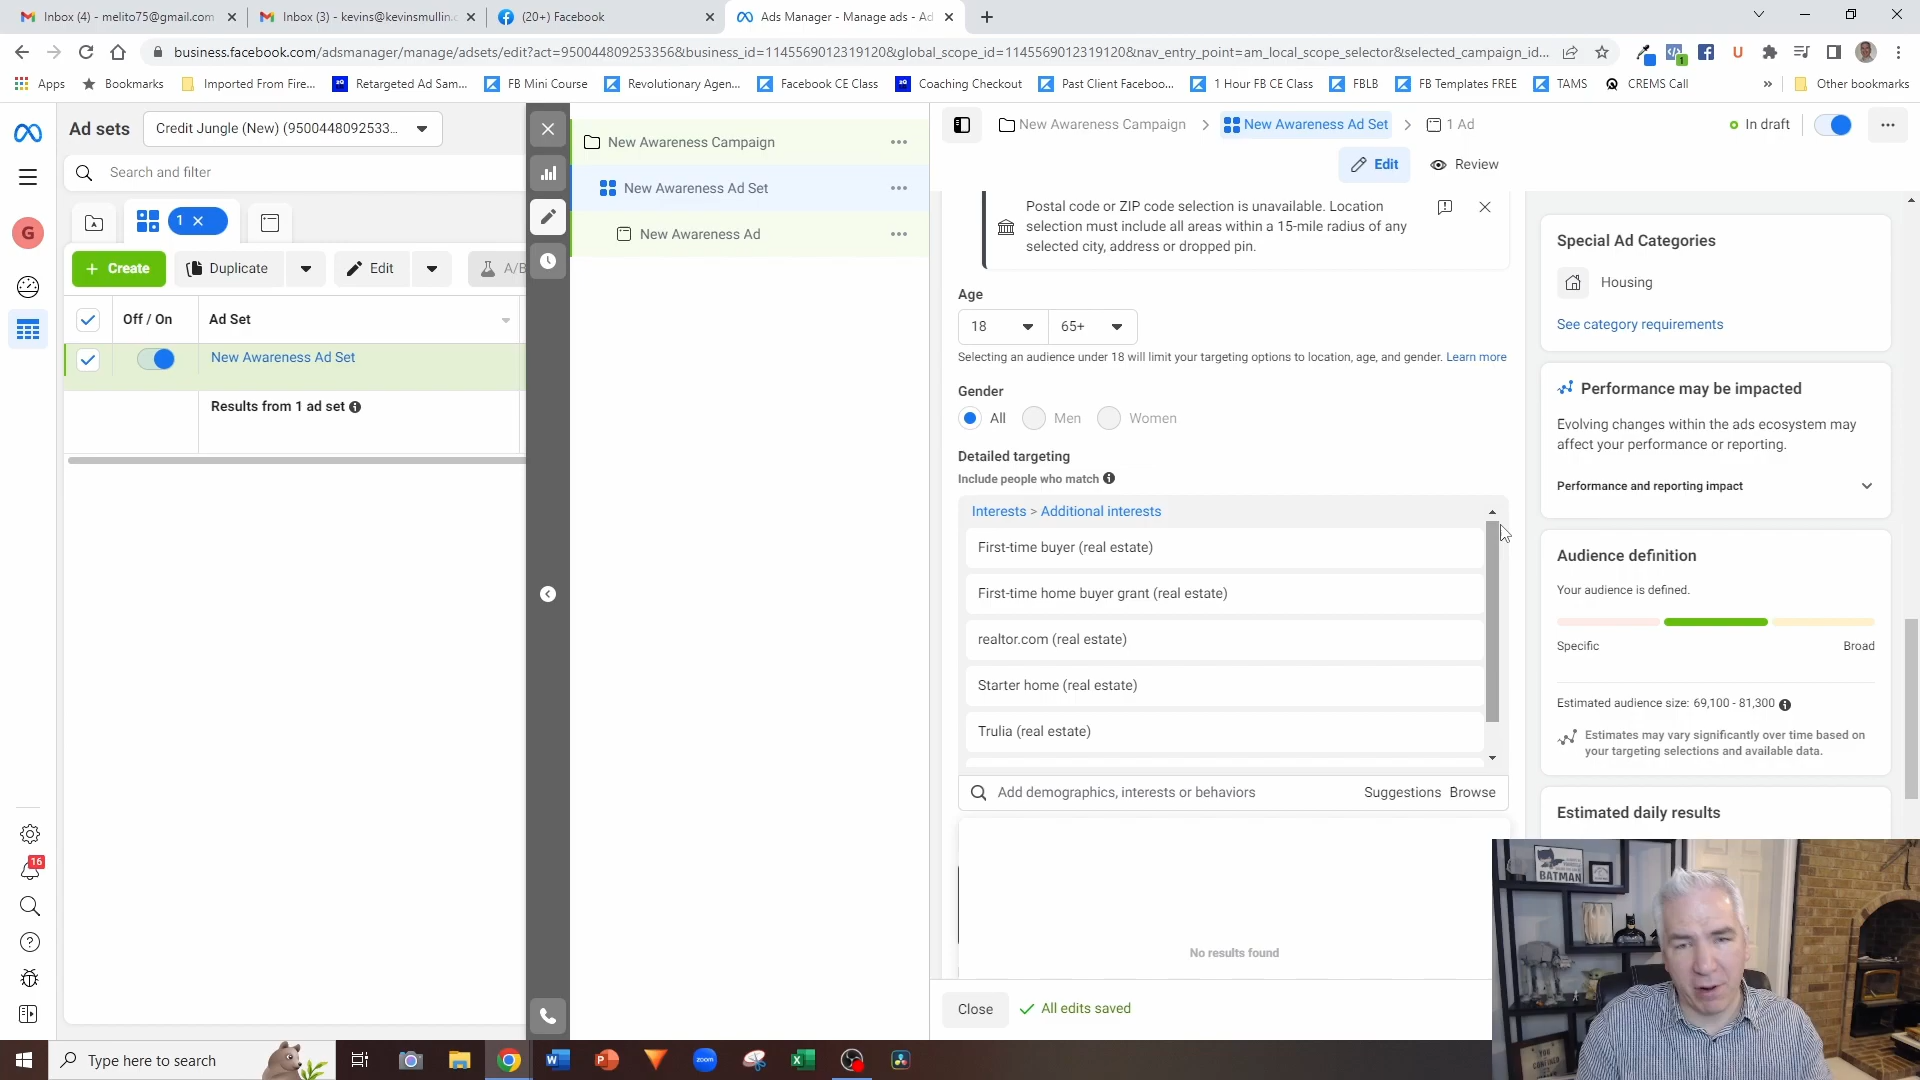 Inbox (4) - melito75@gmail.com
Inbox (3) - kevins@kevinsmullin.c
(20+) Facebook
Ads Manager - Manage ads - Ad
business.facebook.com/adsmanager/manage/adsets/edit?act=950044809253356&business_id=1145569012319120&global_scope_id=1145569012319120&nav_entry_point=am_local_scope_selector&selected_campaign_id...
Apps
Bookmarks
Imported From Fire...
Retargeted Ad Sam...
FB Mini Course
Revolutionary Agen...
Facebook CE Class
Coaching Checkout
Past Client Faceboo...
1 Hour FB CE Class
FBLB
FB Templates FREE
TAMS
CREMS Call
»
Other bookmarks
Ad sets
Credit Jungle (New) (9500448092533...
Search and filter
1
G
+ Create
Duplicate
Edit
A/B
Off / On
Ad Set
New Awareness Ad Set
Results from 1 ad set
16
New Awareness Campaign
New Awareness Ad Set
New Awareness Ad
New Awareness Campaign
New Awareness Ad Set
1 Ad
In draft
Edit
Review
Postal code or ZIP code selection is unavailable. Location
selection must include all areas within a 15-mile radius of any
selected city, address or dropped pin.
Age
18
65+
Selecting an audience under 18 will limit your targeting options to location, age, and gender. Learn more
Gender
All
Men
Women
Detailed targeting
Include people who match
Interests > Additional interests
First-time buyer (real estate)
First-time home buyer grant (real estate)
realtor.com (real estate)
Starter home (real estate)
Trulia (real estate)
Add demographics, interests or behaviors
Suggestions
Browse
No results found
Close
All edits saved
Special Ad Categories
Housing
See category requirements
Performance may be impacted
Evolving changes within the ads ecosystem may
affect your performance or reporting.
Performance and reporting impact
Audience definition
Your audience is defined.
Specific
Broad
Estimated audience size: 69,100 - 81,300
Estimates may vary significantly over time based on
your targeting selections and available data.
Estimated daily results
BATMAN
Type here to search
zoom